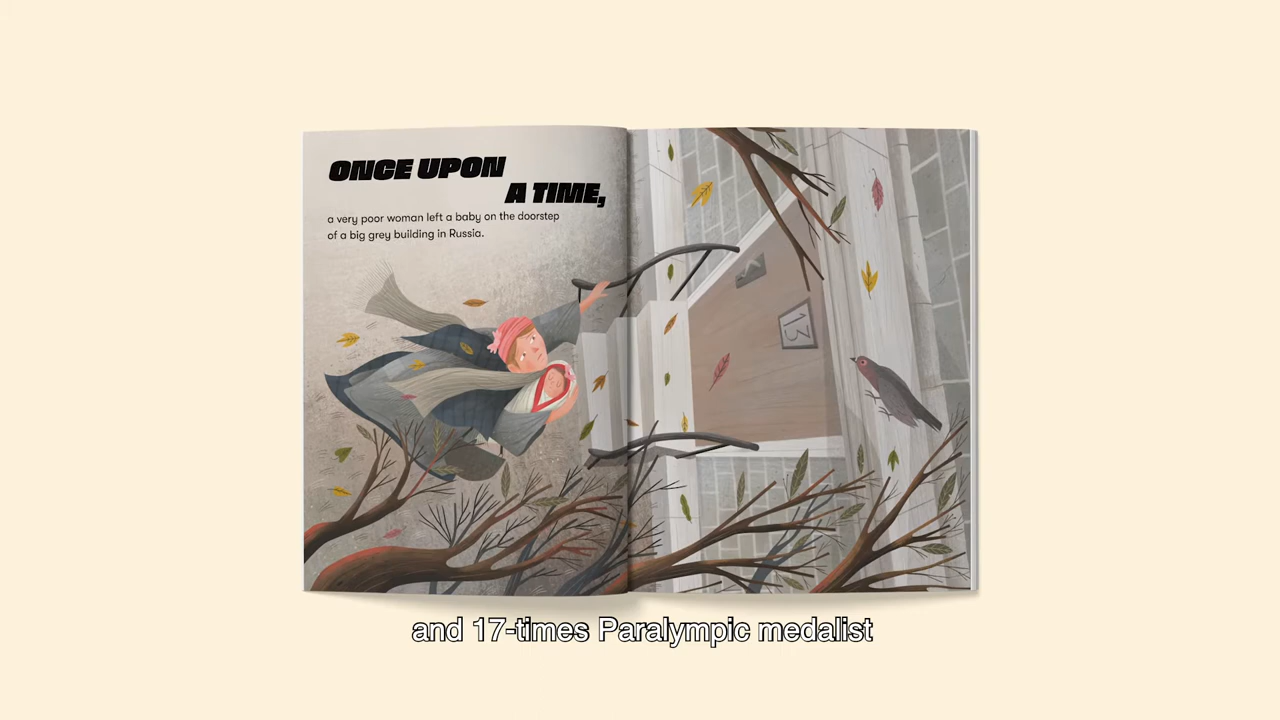 ONCE UPON
A TIME,
a very poor woman left a baby on the doorstep
of a big grey building in Russia.
13
and 17-times Paralympic medalist